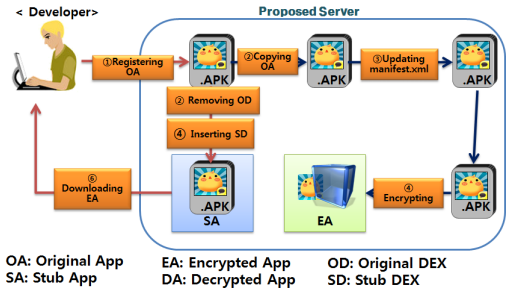 < Developer>
Proposed Server
①Registering
OA
.APK
②Copying
OA
.APK
③Updating
manifest.xml
.APK
② Removing OD
④ Inserting SD
⑥
Downloading
EA
.APK
SA
EA
④
Encrypting
.APK
OA: Original App
EA: Encrypted App
OD: Original DEX
SA: Stub App
DA: Decrypted App
SD: Stub DEX